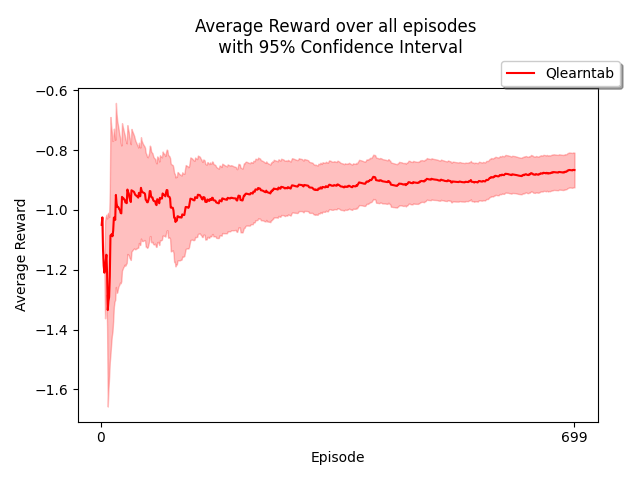 Average Reward over all episodes
with 95% Confidence Interval
Qlearntab
−0.6
−0.8
−1.0
−1.2
−1.4
−1.6
Average Reward
0
699
Episode